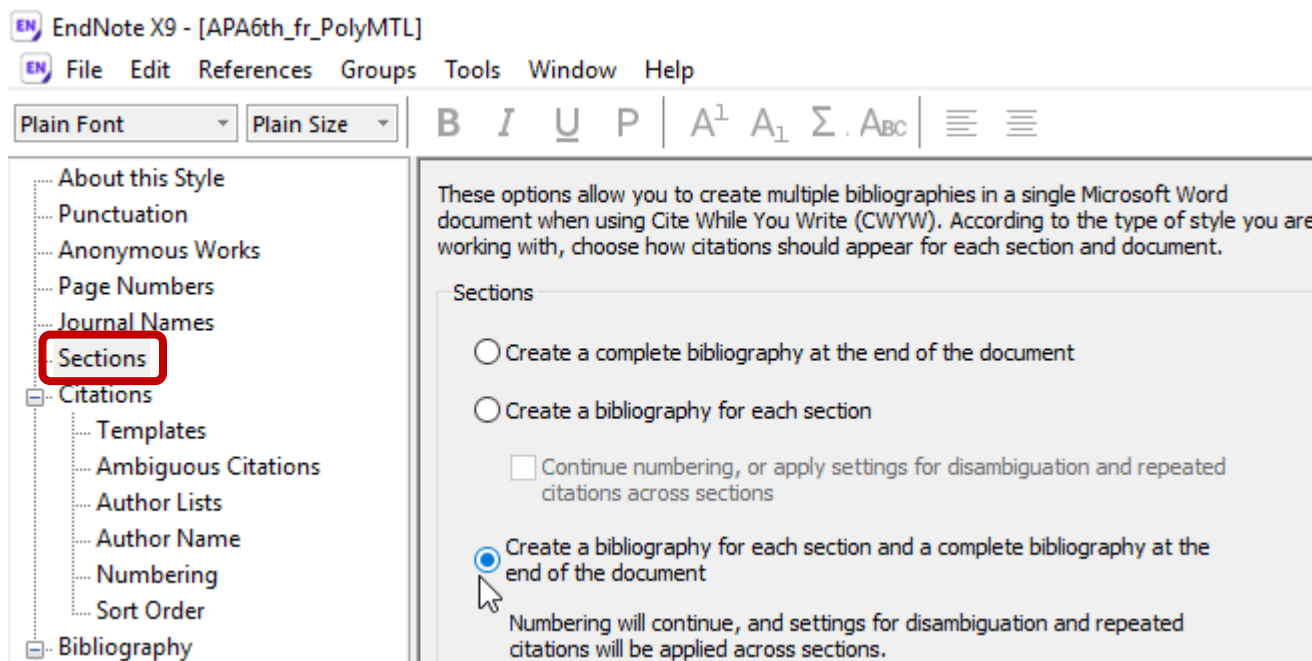 EN EndNote X9 - [APA6th_fr_PolyMTL]
EN File Edit References Groups Tools Window Help
Plain Font Plain Size B I U P A1 A1 Σ ABC
About this Style
Punctuation
Anonymous Works
Page Numbers
Journal Names
Sections
Citations
Templates
Ambiguous Citations
Author Lists
Author Name
Numbering
Sort Order
Bibliography
These options allow you to create multiple bibliographies in a single Microsoft Word
document when using Cite While You Write (CWYW). According to the type of style you are
working with, choose how citations should appear for each section and document.
Sections
Create a complete bibliography at the end of the document
Create a bibliography for each section
Continue numbering, or apply settings for disambiguation and repeated
citations across sections
Create a bibliography for each section and a complete bibliography at the
end of the document
Numbering will continue, and settings for disambiguation and repeated
citations will be applied across sections.